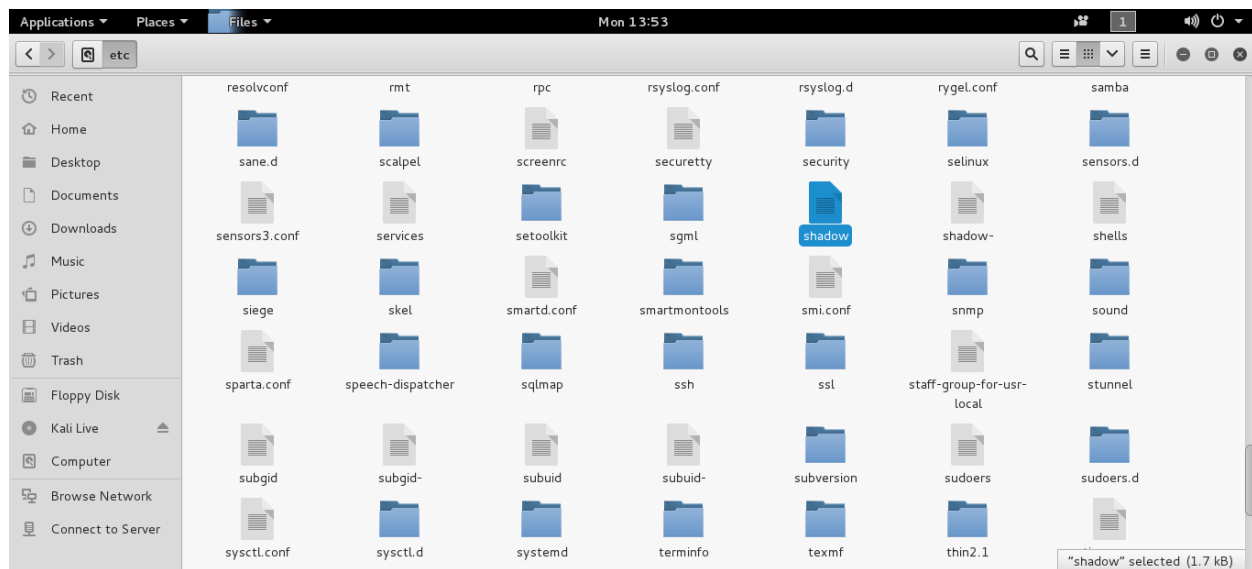 Applications Places Files Mon 13:53 1
etc
Recent
Home
Desktop
Documents
Downloads
Music
Pictures
Videos
Trash
Floppy Disk
Kali Live
Computer
Browse Network
Connect to Server
resolvconf rmt rpc rsyslog.conf rsyslog.d rygel.conf samba
sane.d scalpel screenrc securetty security selinux sensors.d
sensors3.conf services setoolkit sgml shadow shadow- shells
siege skel smartd.conf smartmontools smi.conf snmp sound
sparta.conf speech-dispatcher sqlmap ssh ssl staff-group-for-usr- stunnel
local
subgid subgid- subuid subuid- subversion sudoers sudoers.d
sysctl.conf sysctl.d systemd terminfo texmf thin2.1
"shadow" selected (1.7 kB)